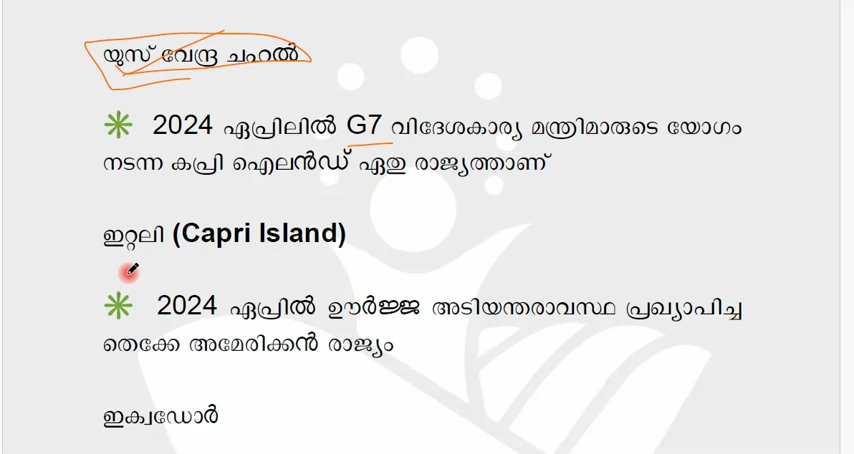 യുസ് വേന്ദ്ര ചഹൽ
✳ 2024 ഏപ്രിലിൽ G7 വിദേശകാര്യ മന്ത്രിമാരുടെ യോഗം
നടന്ന കപ്രി ഐലൻഡ് ഏതു രാജ്യത്താണ്
ഇറ്റലി (Capri Island)
✳ 2024 ഏപ്രിൽ ഊർജ്ജ അടിയന്തരാവസ്ഥ പ്രഖ്യാപിച്ച
തെക്കേ അമേരിക്കൻ രാജ്യം
ഇക്വഡോർ